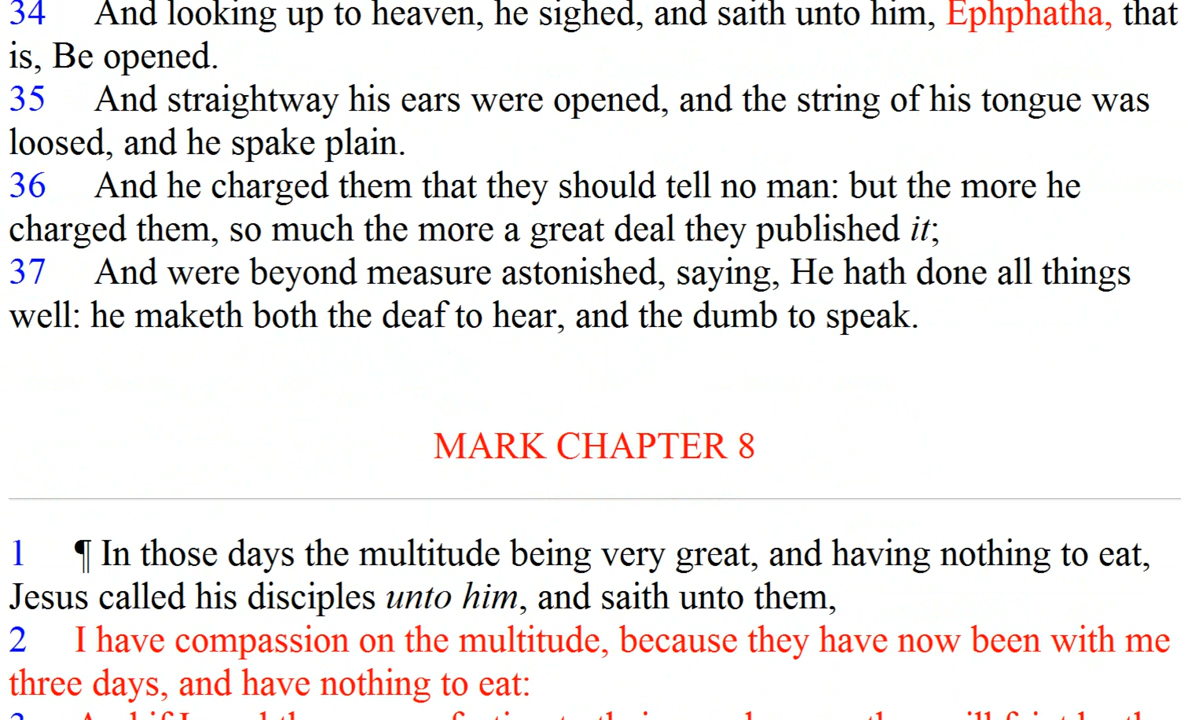 34 And looking up to heaven, he sighed, and saith unto him, Ephphatha, that
is, Be opened.
35 And straightway his ears were opened, and the string of his tongue was
loosed, and he spake plain.
36 And he charged them that they should tell no man: but the more he
charged them, so much the more a great deal they published it;
37 And were beyond measure astonished, saying, He hath done all things
well: he maketh both the deaf to hear, and the dumb to speak.
MARK CHAPTER 8
1 ¶ In those days the multitude being very great, and having nothing to eat,
Jesus called his disciples unto him, and saith unto them,
2 I have compassion on the multitude, because they have now been with me
three days, and have nothing to eat: